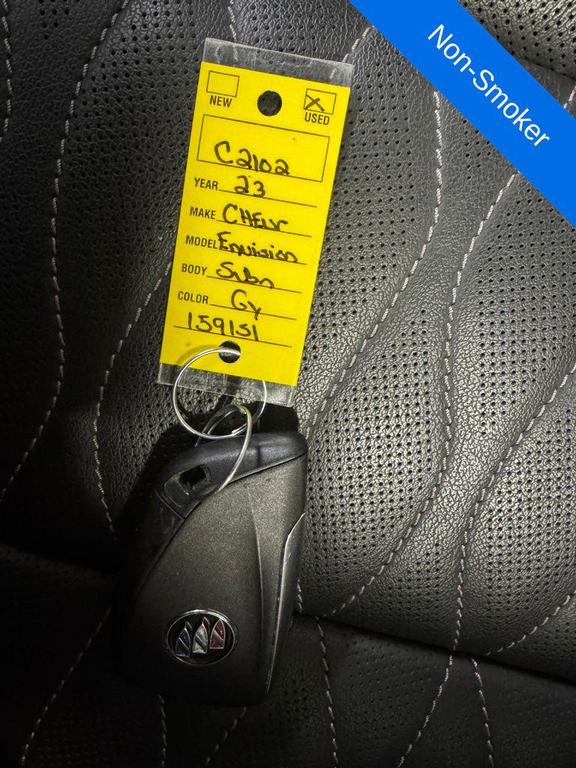 Non-Smoker
NEW
USED
C2102
YEAR 23
MAKE CHEVR
MODEL Envision
BODY Subn
COLOR Gy
159151